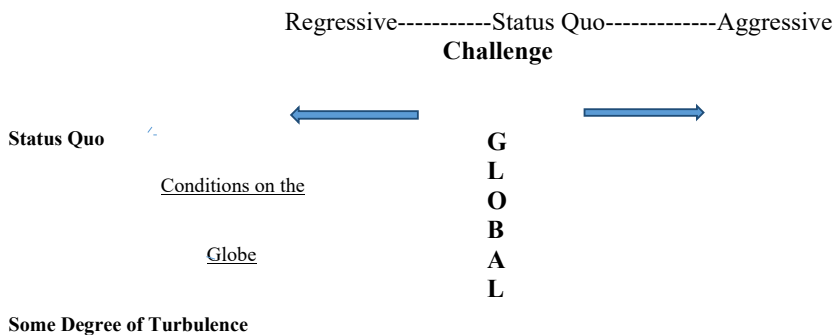 Regressive-----------Status Quo-------------Aggressive
Challenge
Status Quo
G
L
Conditions on the
O
B
Globe
A
L
Some Degree of Turbulence